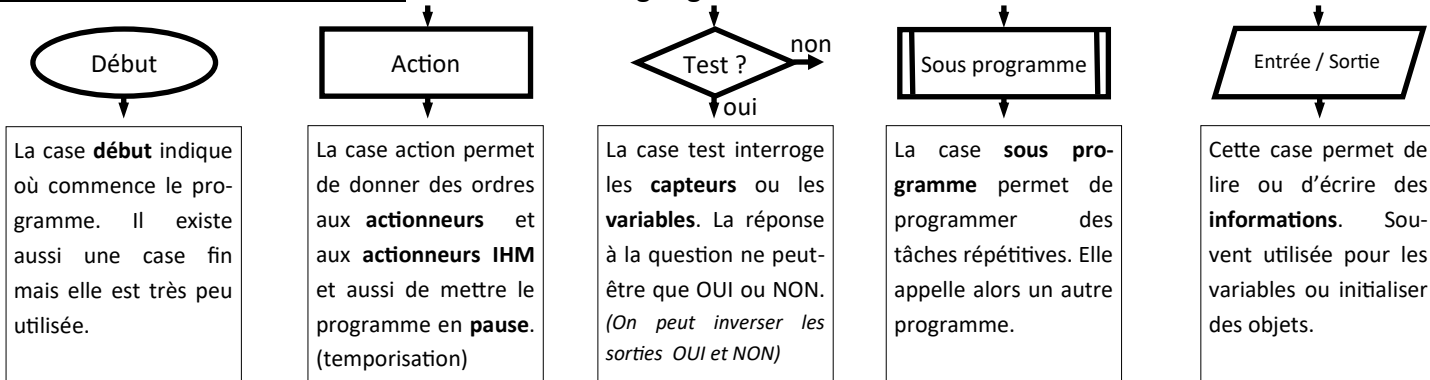 Début
La case début indique
où commence le pro-
gramme. Il existe
aussi une case fin
mais elle est très peu
utilisée.
Action
La case action permet
de donner des ordres
aux actionneurs et
aux actionneurs IHM
et aussi de mettre le
programme en pause.
(temporisation)
Test ?
non
oui
La case test interroge
les capteurs ou les
variables. La réponse
à la question ne peut-
être que OUI ou NON.
(On peut inverser les
sorties OUI et NON)
Sous programme
La case sous pro-
gramme permet de
programmer des
tâches répétitives. Elle
appelle alors un autre
programme.
Entrée / Sortie
Cette case permet de
lire ou d’écrire des
informations. Sou-
vent utilisée pour les
variables ou initialiser
des objets.